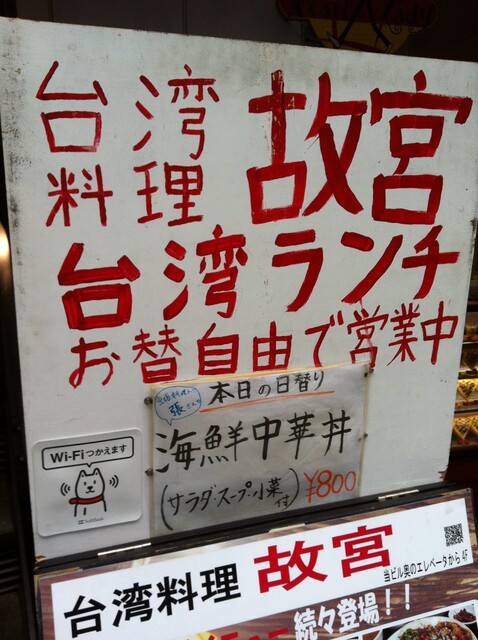 台湾
料理
故宮
台湾ランチ
お替自由で営業中
本日の日替り
海鮮中華丼
(サラダ・スープ・小菜付)
¥800
Wi-Fiつかえます
SoftBank
台湾料理 故宮
当ビル奥のエレベータから4F
続々登場!!